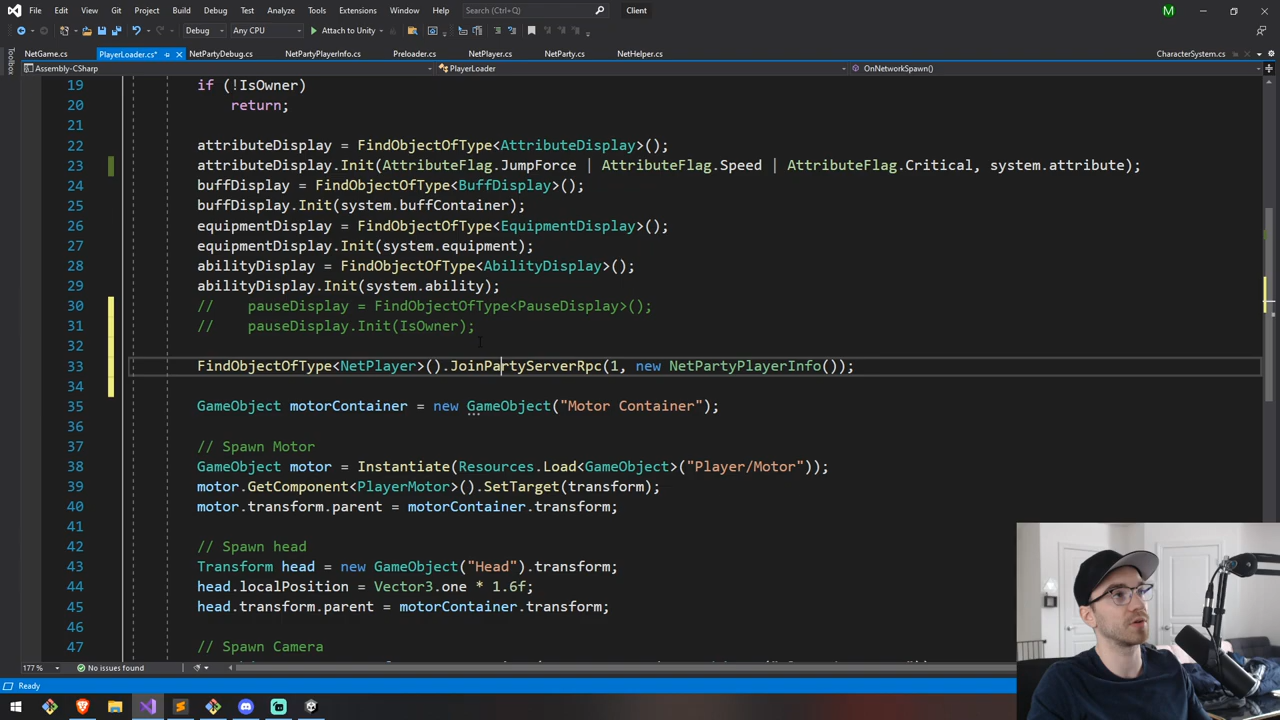 File Edit View Git Project Build Debug Test Analyze Tools Extensions Window Help Search (Ctrl+Q) Client M
Debug Any CPU Attach to Unity
NetGame.cs PlayerLoader.cs* NetPartyDebug.cs NetPartyPlayerInfo.cs Preloader.cs NetPlayer.cs NetParty.cs NetHelper.cs CharacterSystem.cs
Toolbox
Assembly-CSharp PlayerLoader OnNetworkSpawn()
19 if (!IsOwner)
20 return;
21
22 attributeDisplay = FindObjectOfType<AttributeDisplay>();
23 attributeDisplay.Init(AttributeFlag.JumpForce | AttributeFlag.Speed | AttributeFlag.Critical, system.attribute);
24 buffDisplay = FindObjectOfType<BuffDisplay>();
25 buffDisplay.Init(system.buffContainer);
26 equipmentDisplay = FindObjectOfType<EquipmentDisplay>();
27 equipmentDisplay.Init(system.equipment);
28 abilityDisplay = FindObjectOfType<AbilityDisplay>();
29 abilityDisplay.Init(system.ability);
30 // pauseDisplay = FindObjectOfType<PauseDisplay>();
31 // pauseDisplay.Init(IsOwner);
32
33 FindObjectOfType<NetPlayer>().JoinPartyServerRpc(1, new NetPartyPlayerInfo());
34
35 GameObject motorContainer = new GameObject("Motor Container");
36
37 // Spawn Motor
38 GameObject motor = Instantiate(Resources.Load<GameObject>("Player/Motor"));
39 motor.GetComponent<PlayerMotor>().SetTarget(transform);
40 motor.transform.parent = motorContainer.transform;
41
42 // Spawn head
43 Transform head = new GameObject("Head").transform;
44 head.localPosition = Vector3.one * 1.6f;
45 head.transform.parent = motorContainer.transform;
46
47 // Spawn Camera
177 % No issues found
Ready